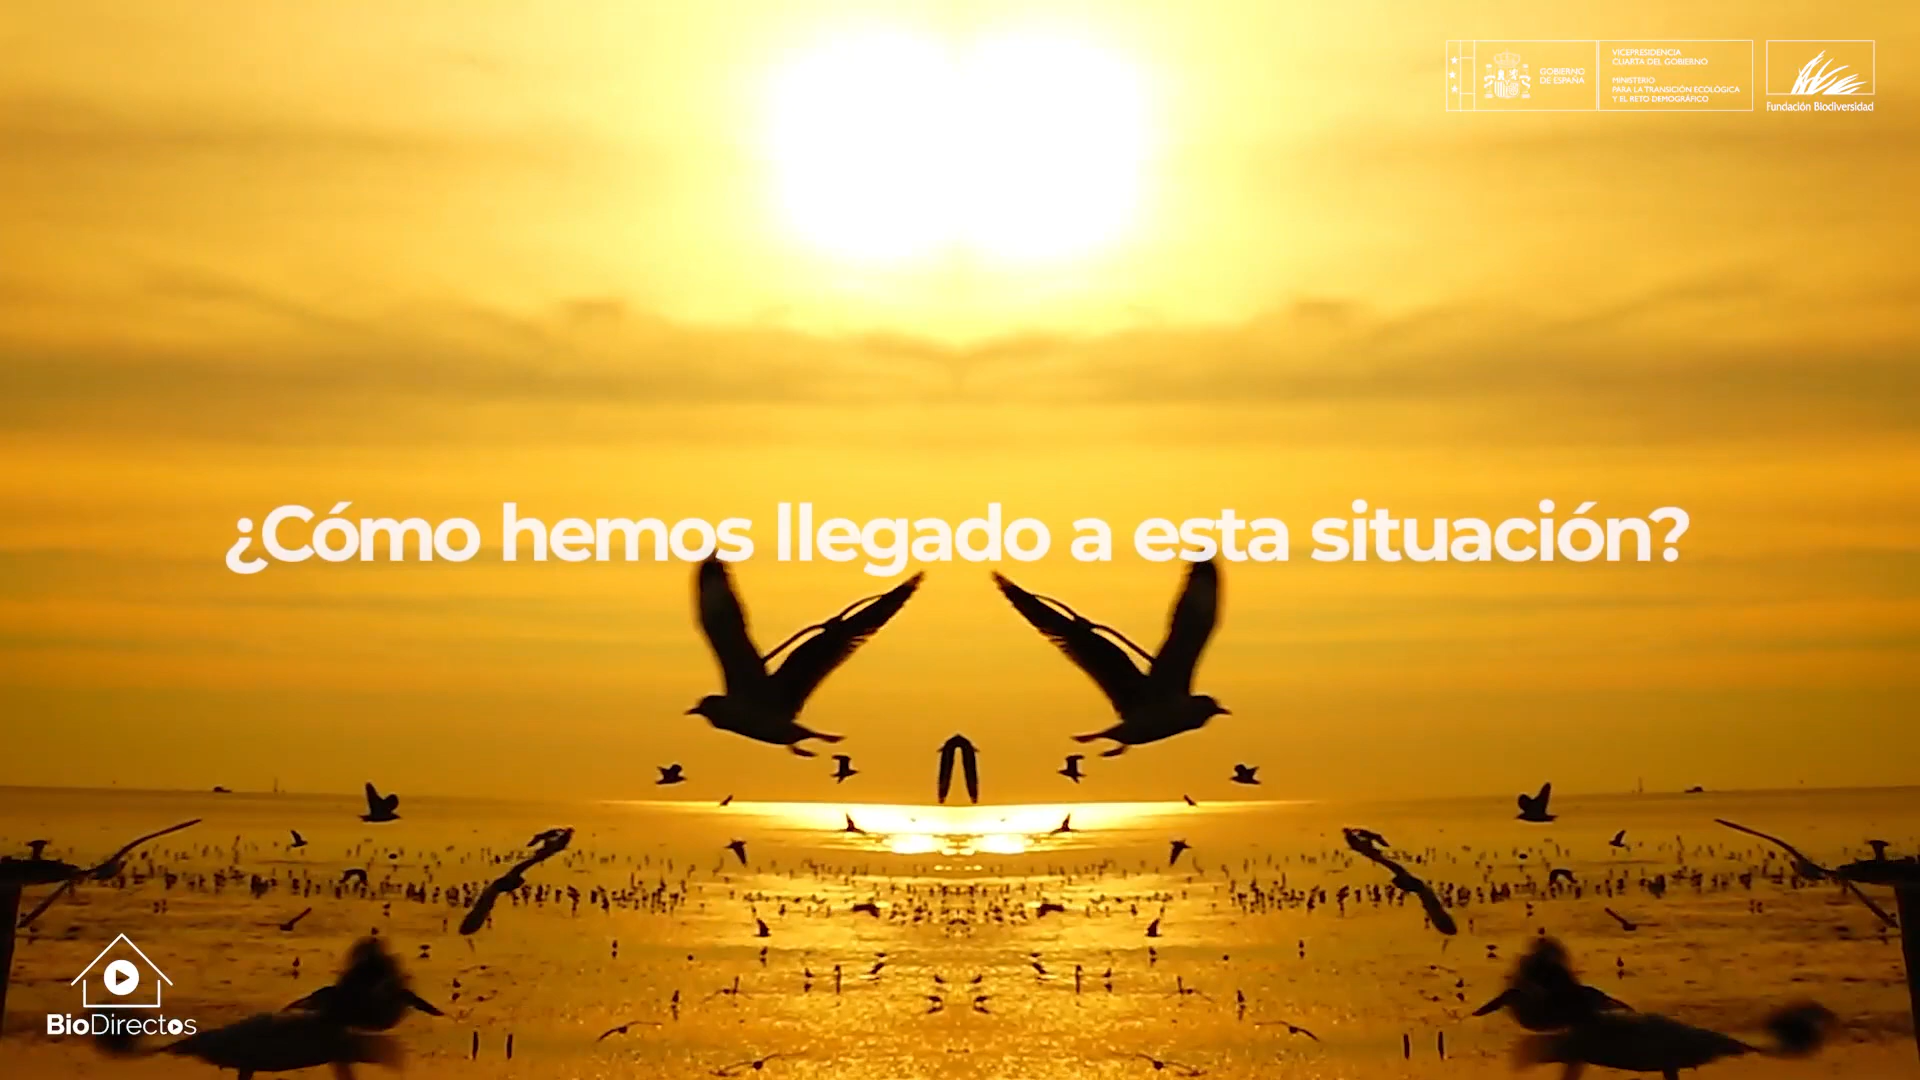 GOBIERNO
DE ESPAÑA
VICEPRESIDENCIA
CUARTA DEL GOBIERNO
MINISTERIO
PARA LA TRANSICIÓN ECOLÓGICA
Y EL RETO DEMOGRÁFICO
Fundación Biodiversidad
¿Cómo hemos llegado a esta situación?
BioDirectos